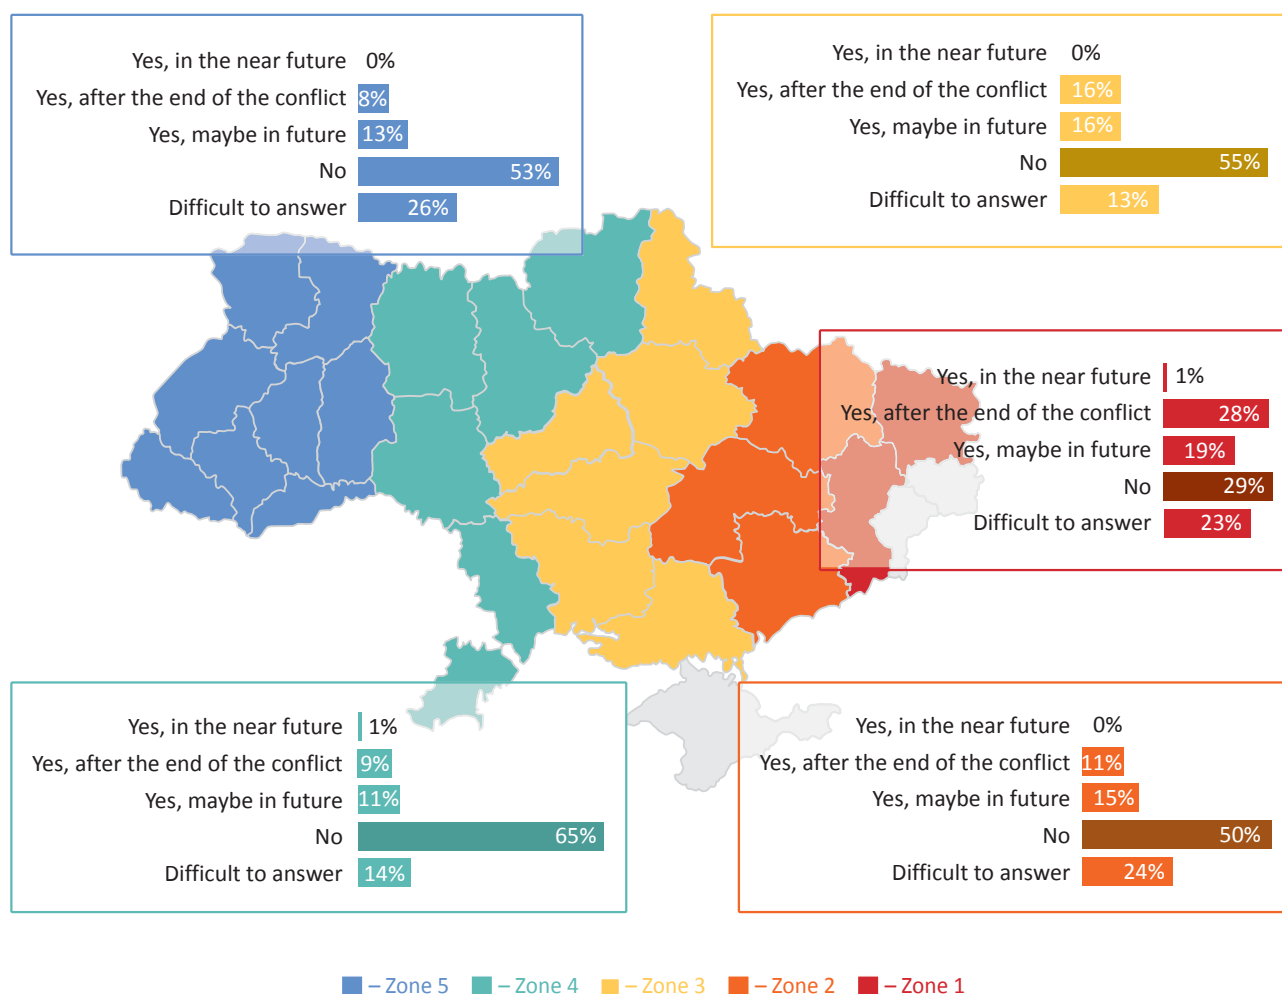 Yes, in the near future 0%
Yes, after the end of the conflict 8%
Yes, maybe in future 13%
No 53%
Difficult to answer 26%
Yes, in the near future 0%
Yes, after the end of the conflict 16%
Yes, maybe in future 16%
No 55%
Difficult to answer 13%
Yes, in the near future 1%
Yes, after the end of the conflict 28%
Yes, maybe in future 19%
No 29%
Difficult to answer 23%
Yes, in the near future 1%
Yes, after the end of the conflict 9%
Yes, maybe in future 11%
No 65%
Difficult to answer 14%
Yes, in the near future 0%
Yes, after the end of the conflict 11%
Yes, maybe in future 15%
No 50%
Difficult to answer 24%
– Zone 5 – Zone 4 – Zone 3 – Zone 2 – Zone 1